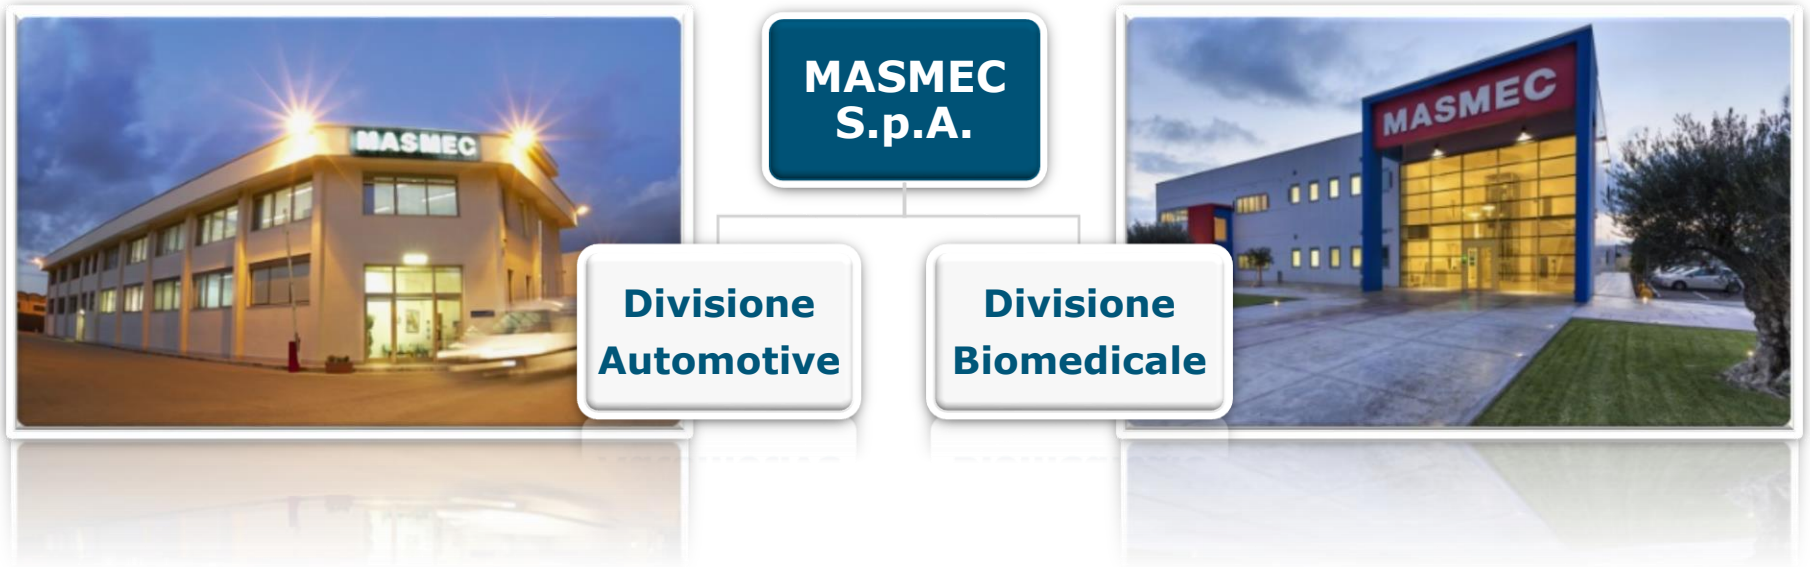 MASMEC
MASMEC
S.p.A.
MASMEC
Divisione
Automotive
Divisione
Biomedicale